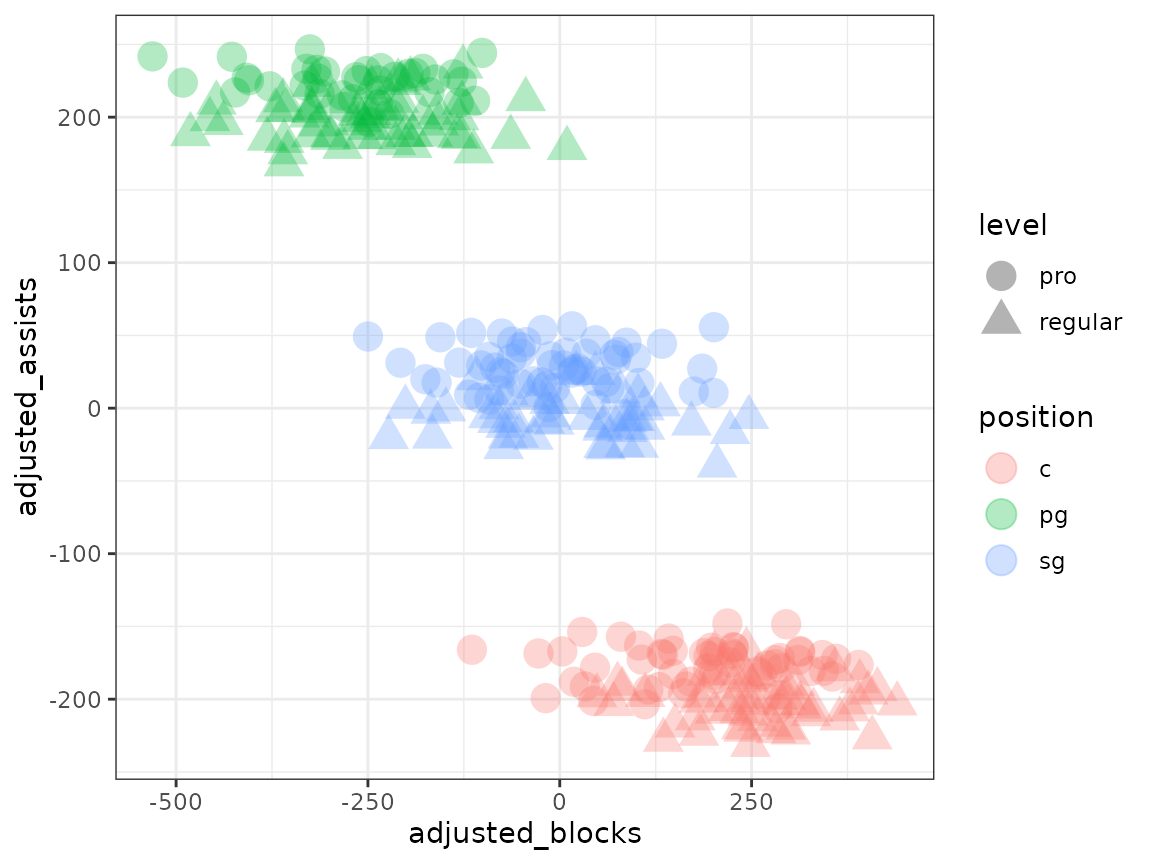 adjusted_assists
200
100
0
-100
-200
-500
-250
0
250
adjusted_blocks
level
pro
regular
position
c
pg
sg